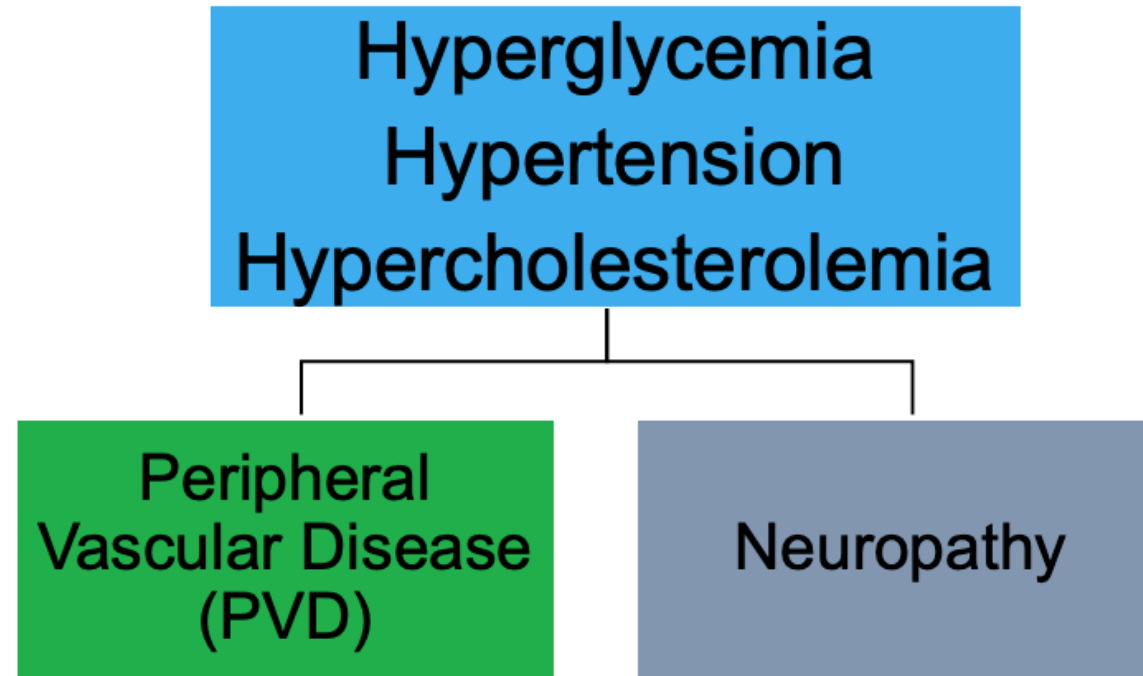 Hyperglycemia
Hypertension
Hypercholesterolemia
Peripheral
Vascular Disease
(PVD)
Neuropathy